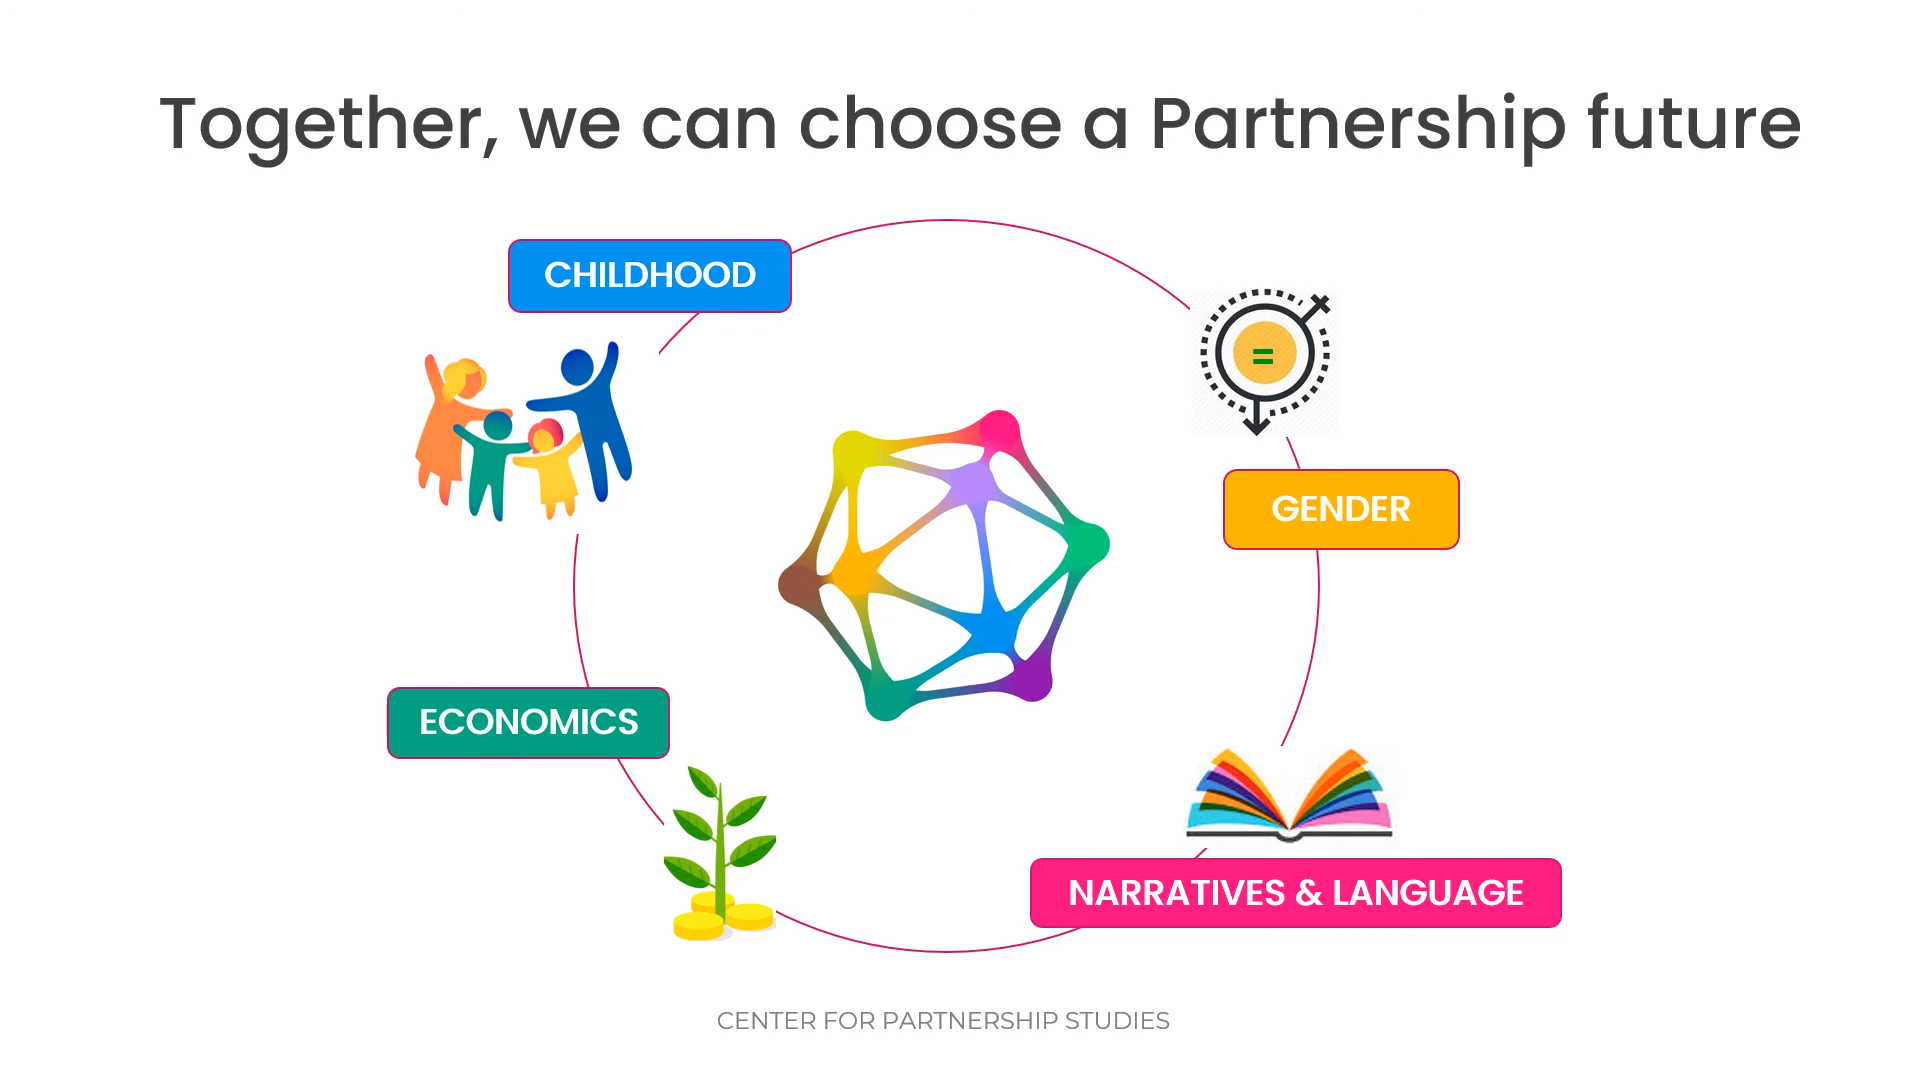 Together, we can choose a Partnership future
CHILDHOOD
=
GENDER
ECONOMICS
NARRATIVES & LANGUAGE
CENTER FOR PARTNERSHIP STUDIES